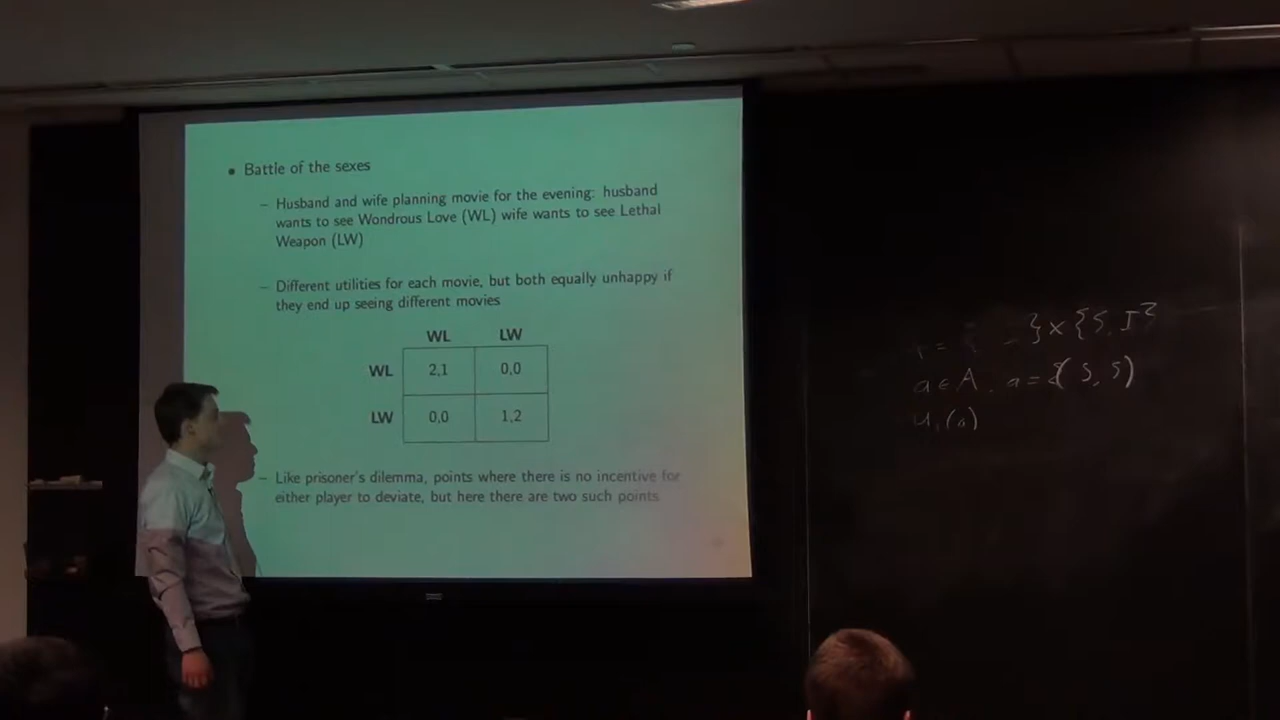 • Battle of the sexes
– Husband and wife planning movie for the evening: husband
wants to see Wondrous Love (WL) wife wants to see Lethal
Weapon (LW)
– Different utilities for each movie, but both equally unhappy if
they end up seeing different movies
WL LW
WL 2,1 0,0
LW 0,0 1,2
– Like prisoner's dilemma, points where there is no incentive for
either player to deviate, but here there are two such points
} × {S, I}
a ∈ A, a = (S, S)
u₁(a)